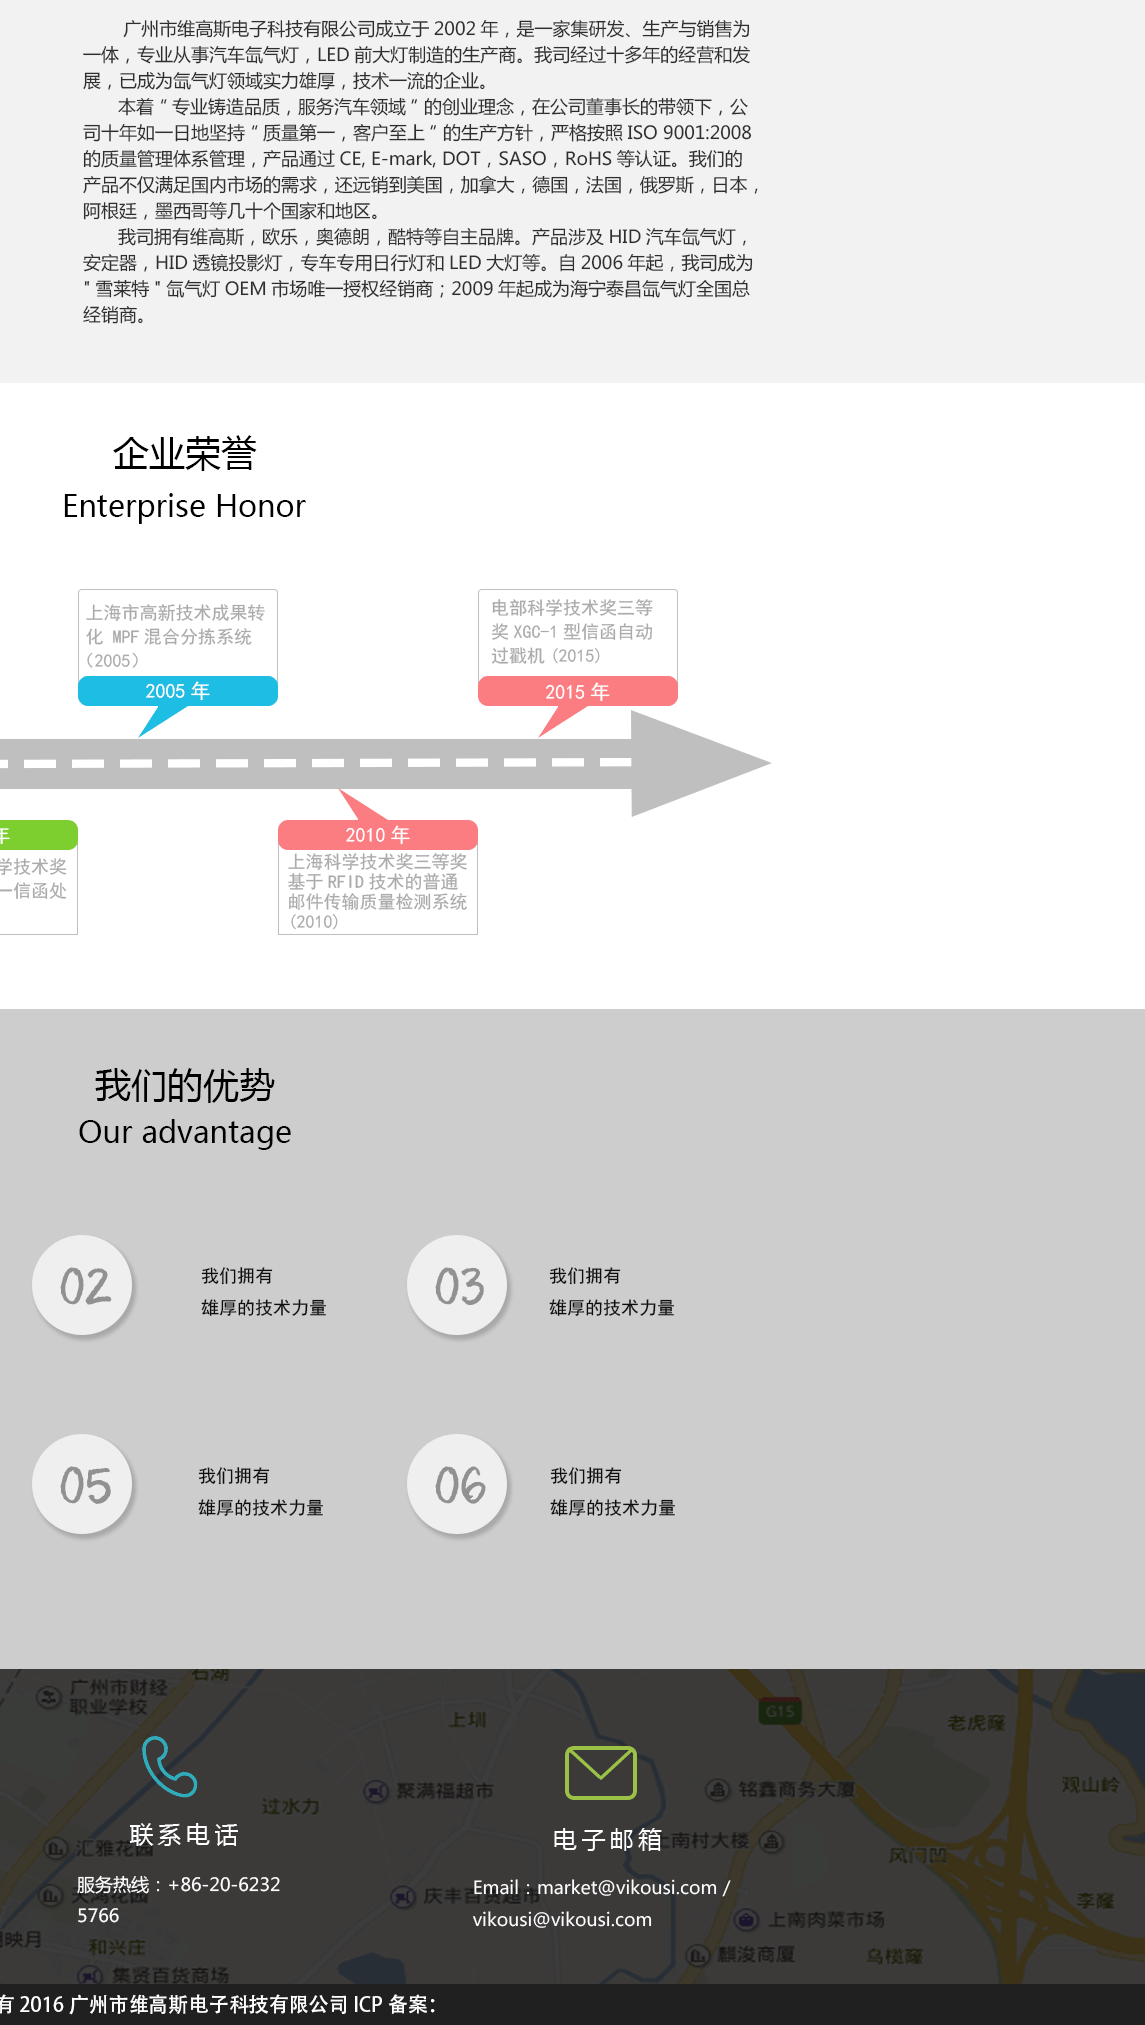 广州市维高斯电子科技有限公司成立于 2002 年，是一家集研发、生产与销售为
一体，专业从事汽车氙气灯，LED 前大灯制造的生产商。我司经过十多年的经营和发
展，已成为氙气灯领域实力雄厚，技术一流的企业。
本着＂专业铸造品质，服务汽车领域＂的创业理念，在公司董事长的带领下，公
司十年如一日地坚持＂质量第一，客户至上＂的生产方针，严格按照 ISO 9001:2008
的质量管理体系管理，产品通过 CE, E-mark, DOT，SASO，RoHS 等认证。我们的
产品不仅满足国内市场的需求，还远销到美国，加拿大，德国，法国，俄罗斯，日本，
阿根廷，墨西哥等几十个国家和地区。
我司拥有维高斯，欧乐，奥德朗，酷特等自主品牌。产品涉及 HID 汽车氙气灯，
安定器，HID 透镜投影灯，专车专用日行灯和 LED 大灯等。自 2006 年起，我司成为
＂雪莱特＂氙气灯 OEM 市场唯一授权经销商；2009 年起成为海宁泰昌氙气灯全国总
经销商。
企业荣誉
Enterprise Honor
上海市高新技术成果转
化 MPF 混合分拣系统
(2005)
2005 年
电部科学技术奖三等
奖 XGC-1 型信函自动
过戳机 (2015)
2015 年
年
学技术奖
一信函处
2010 年
上海科学技术奖三等奖
基于 RFID 技术的普通
邮件传输质量检测系统
(2010)
我们的优势
Our advantage
02
我们拥有
雄厚的技术力量
03
我们拥有
雄厚的技术力量
05
我们拥有
雄厚的技术力量
06
我们拥有
雄厚的技术力量
石湖
广州市财经
职业学校
上圳
G15
老虎窿
聚满福超市
铭鑫商务大厦
观山岭
过水力
联系电话
汇雅花园
电子邮箱
上南村大楼
风门凹
服务热线：+86-20-6232
5766
Email：market@vikousi.com /
vikousi@vikousi.com
庆丰百货超市
李窿
上南肉菜市场
映月
和兴庄
麒浚商厦
乌榄窿
集贤百货商场
有 2016 广州市维高斯电子科技有限公司 ICP 备案：